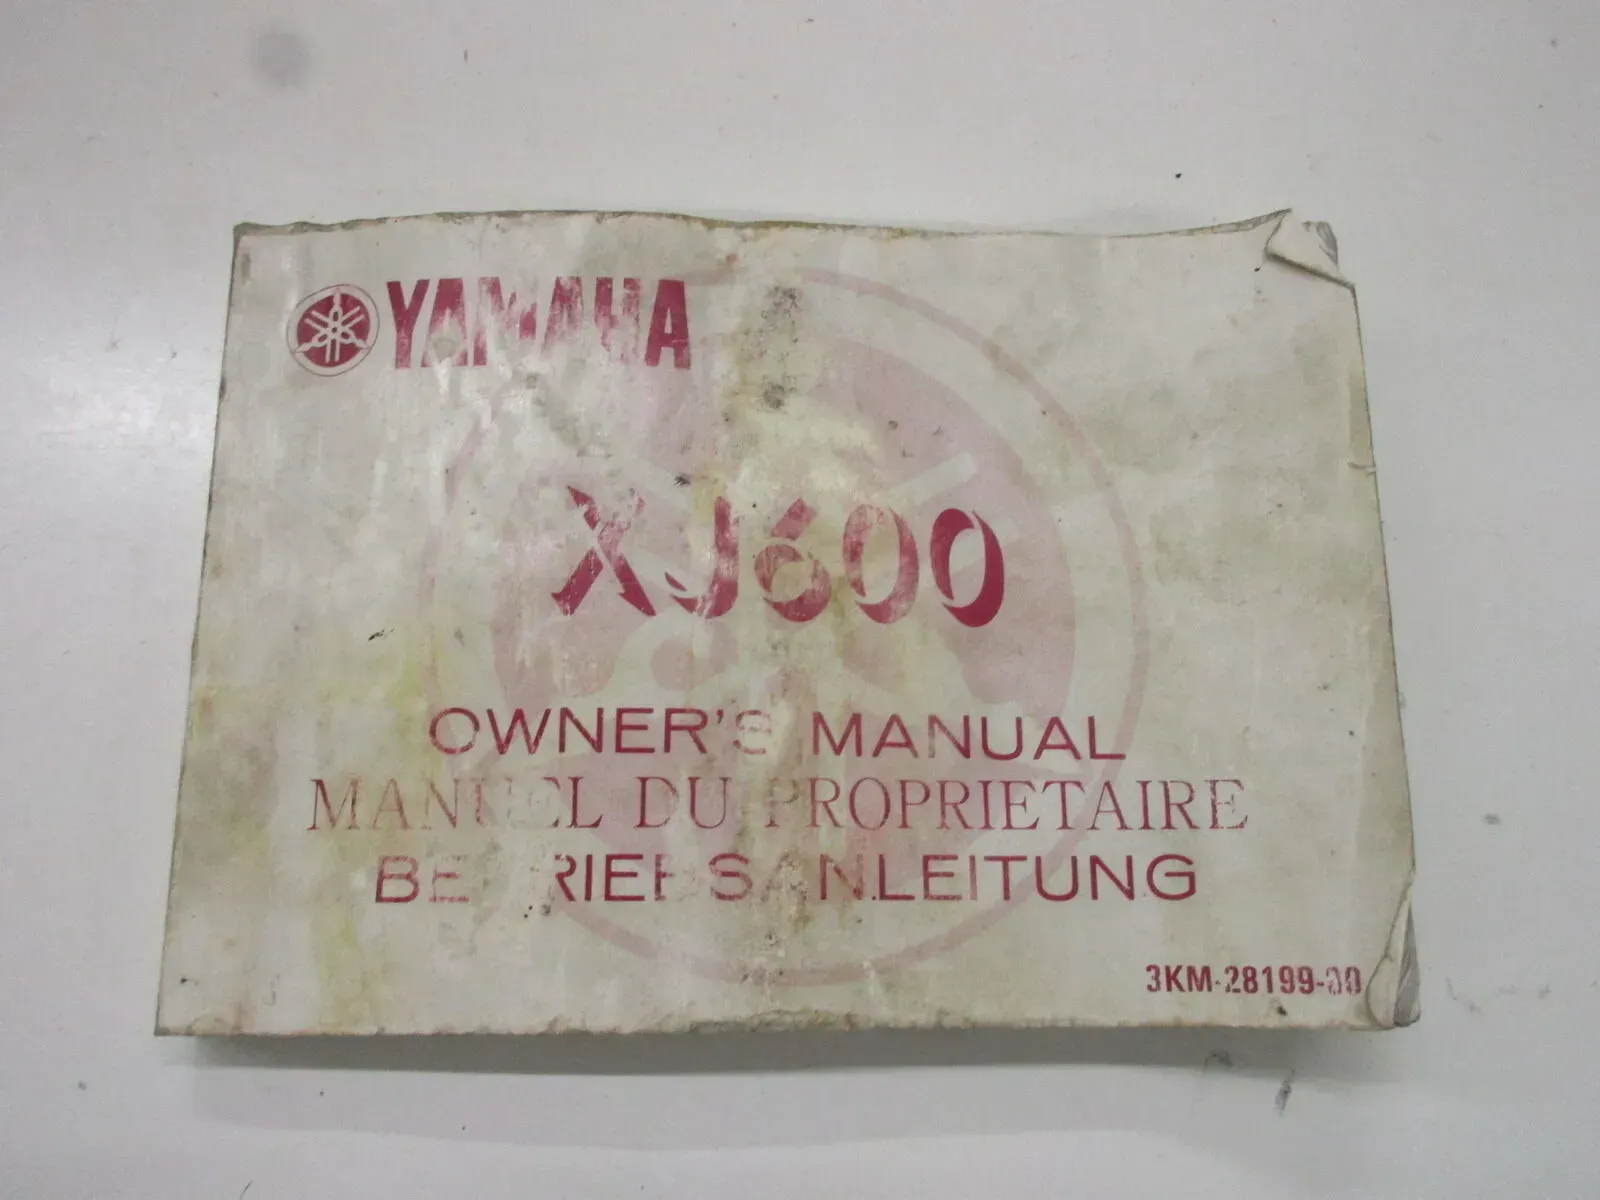 YAMAHA
XJ600
OWNER'S MANUAL
MANUEL DU PROPRIETAIRE
BETRIEBSANLEITUNG
3KM-28199-00